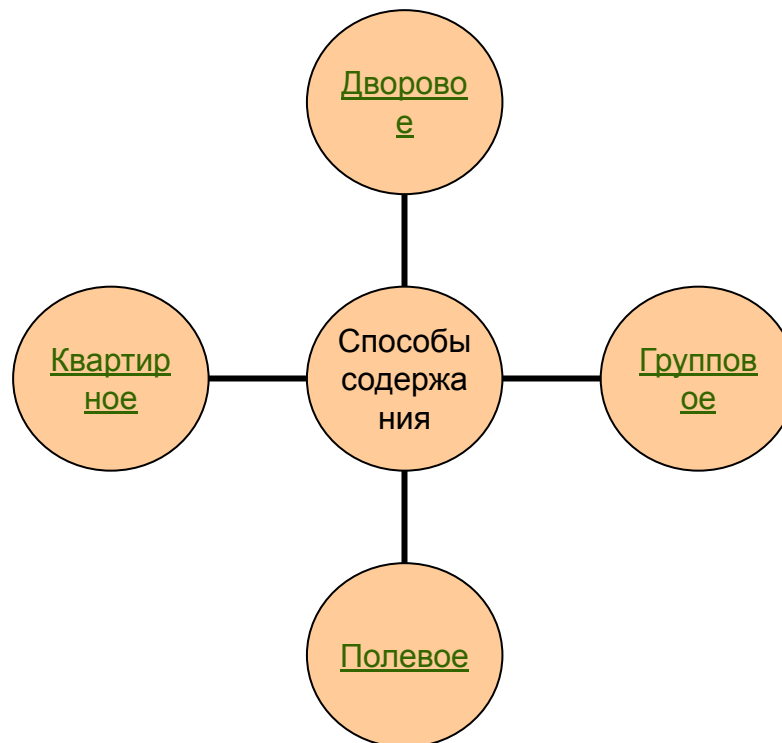 Дворово
е
Квартир
ное
Способы
содержа
ния
Группов
ое
Полевое